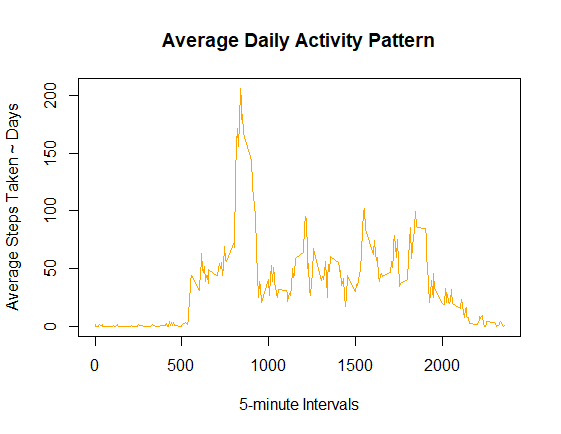 Average Daily Activity Pattern
Average Steps Taken ~ Days
200
150
100
50
0
0 500 1000 1500 2000
5-minute Intervals